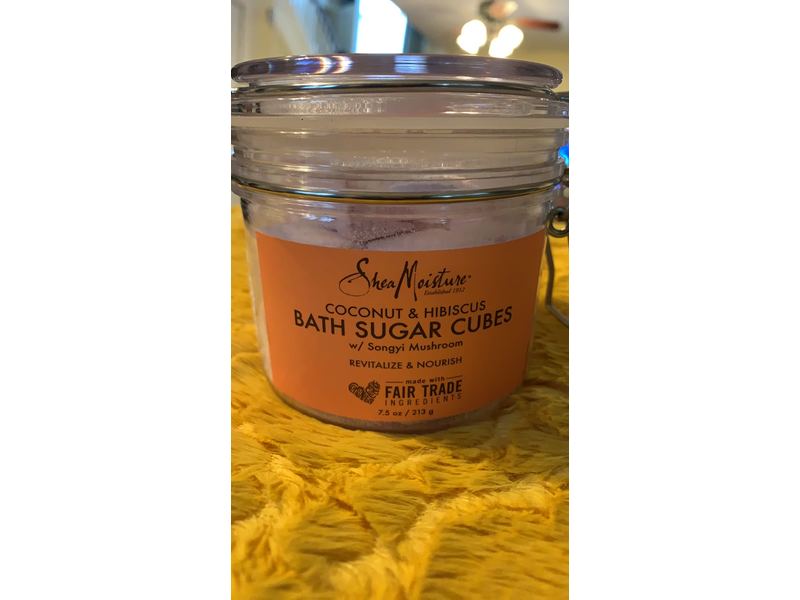 SheaMoisture
Established 1912
COCONUT & HIBISCUS
BATH SUGAR CUBES
w/ Songyi Mushroom
REVITALIZE & NOURISH
made with
FAIR TRADE
INGREDIENTS
7.5 oz / 213 g